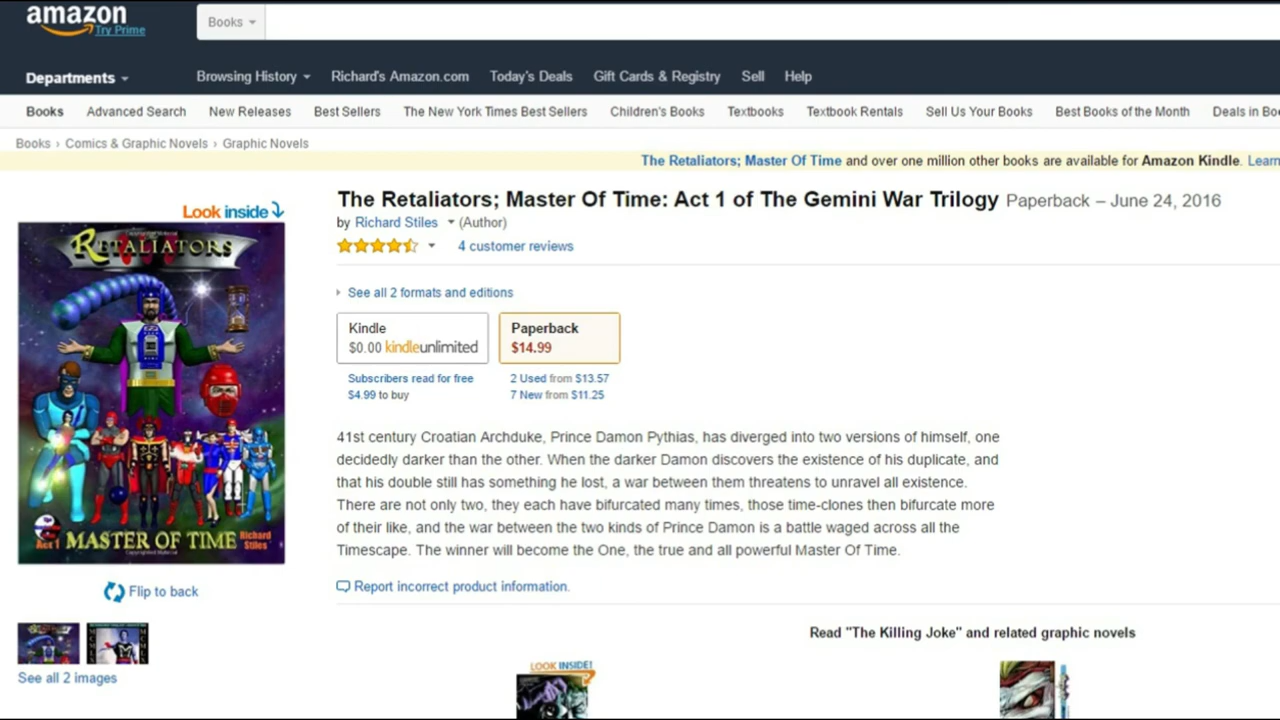 amazon
Try Prime
Books
Departments
Browsing History
Richard's Amazon.com
Today's Deals
Gift Cards & Registry
Sell
Help
Books
Advanced Search
New Releases
Best Sellers
The New York Times Best Sellers
Children's Books
Textbooks
Textbook Rentals
Sell Us Your Books
Best Books of the Month
Deals in Bo
Books › Comics & Graphic Novels › Graphic Novels
The Retaliators; Master Of Time and over one million other books are available for Amazon Kindle. Learn
Look inside
RETALIATORS
Act 1 MASTER OF TIME Richard Stiles
Flip to back
See all 2 images
The Retaliators; Master Of Time: Act 1 of The Gemini War Trilogy Paperback – June 24, 2016
by Richard Stiles (Author)
4 customer reviews
See all 2 formats and editions
Kindle
$0.00 kindleunlimited
Subscribers read for free
$4.99 to buy
Paperback
$14.99
2 Used from $13.57
7 New from $11.25
41st century Croatian Archduke, Prince Damon Pythias, has diverged into two versions of himself, one
decidedly darker than the other. When the darker Damon discovers the existence of his duplicate, and
that his double still has something he lost, a war between them threatens to unravel all existence.
There are not only two, they each have bifurcated many times, those time-clones then bifurcate more
of their like, and the war between the two kinds of Prince Damon is a battle waged across all the
Timescape. The winner will become the One, the true and all powerful Master Of Time.
Report incorrect product information.
Read "The Killing Joke" and related graphic novels
LOOK INSIDE!